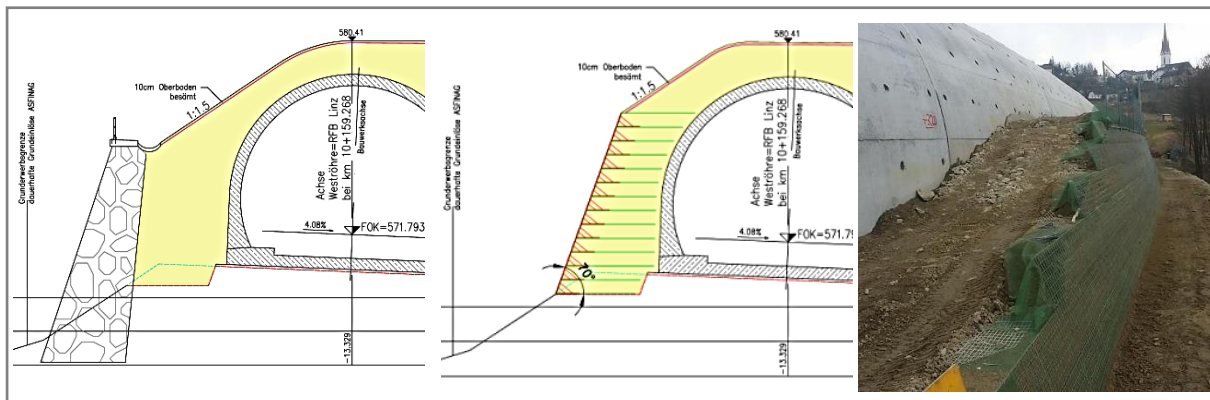 580.41
10cm Oberboden
besämt
1:1.5
Grunderwerbsgrenze
dauerhafte Grundeinlöse ASFINAG
Achse
Weströhre=RFB Linz
bei km 10+159.268
Bauwerksachse
4.08%
FOK=571.793
-13.329
580.41
10cm Oberboden
besämt
1:1.5
Grunderwerbsgrenze
dauerhafte Grundeinlöse ASFINAG
Achse
Weströhre=RFB Linz
bei km 10+159.268
Bauwerksachse
4.08%
FOK=571.79
70°
-13.329